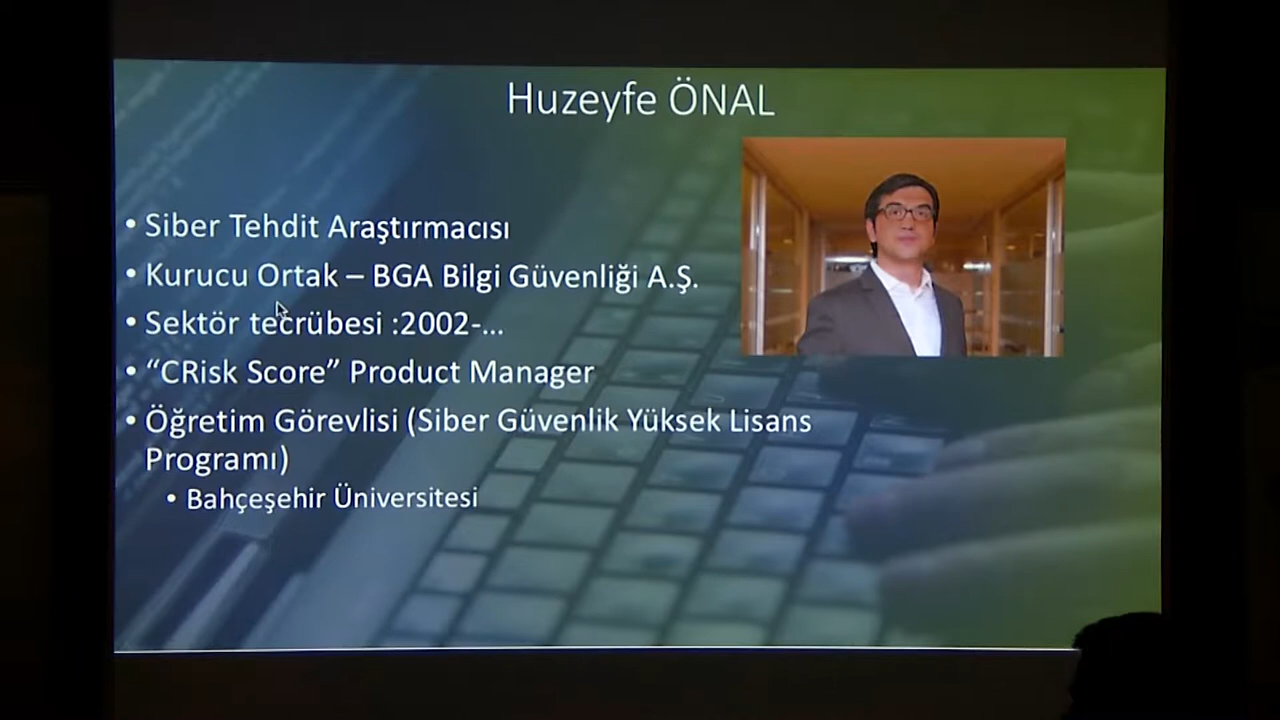 Huzeyfe ÖNAL
• Siber Tehdit Araştırmacısı
• Kurucu Ortak – BGA Bilgi Güvenliği A.Ş.
• Sektör tecrübesi :2002-...
• “CRisk Score” Product Manager
• Öğretim Görevlisi (Siber Güvenlik Yüksek Lisans
Programı)
• Bahçeşehir Üniversitesi